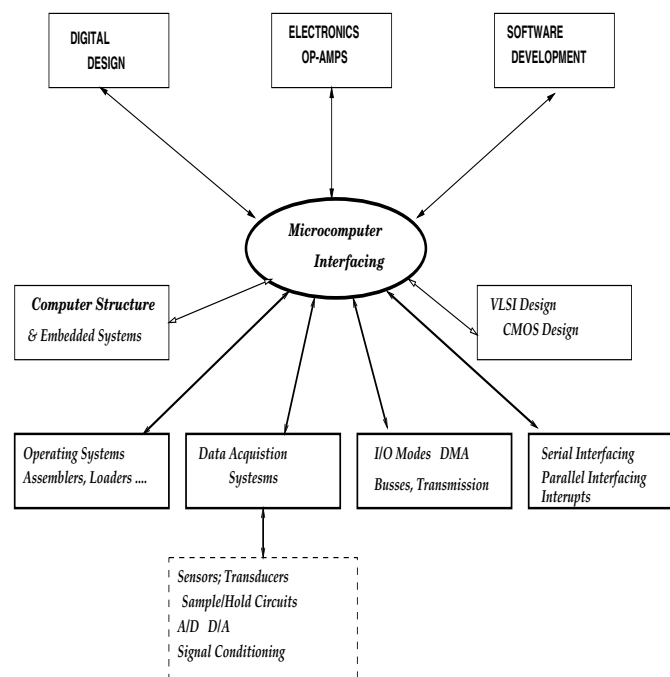 DIGITAL
DESIGN
ELECTRONICS
OP-AMPS
SOFTWARE
DEVELOPMENT
Microcomputer
Interfacing
Computer Structure
& Embedded Systems
VLSI Design
CMOS Design
Operating Systems
Assemblers, Loaders ....
Data Acquistion
Systesms
I/O Modes DMA
Busses, Transmission
Serial Interfacing
Parallel Interfacing
Interupts
Sensors; Transducers
Sample/Hold Circuits
A/D D/A
Signal Conditioning